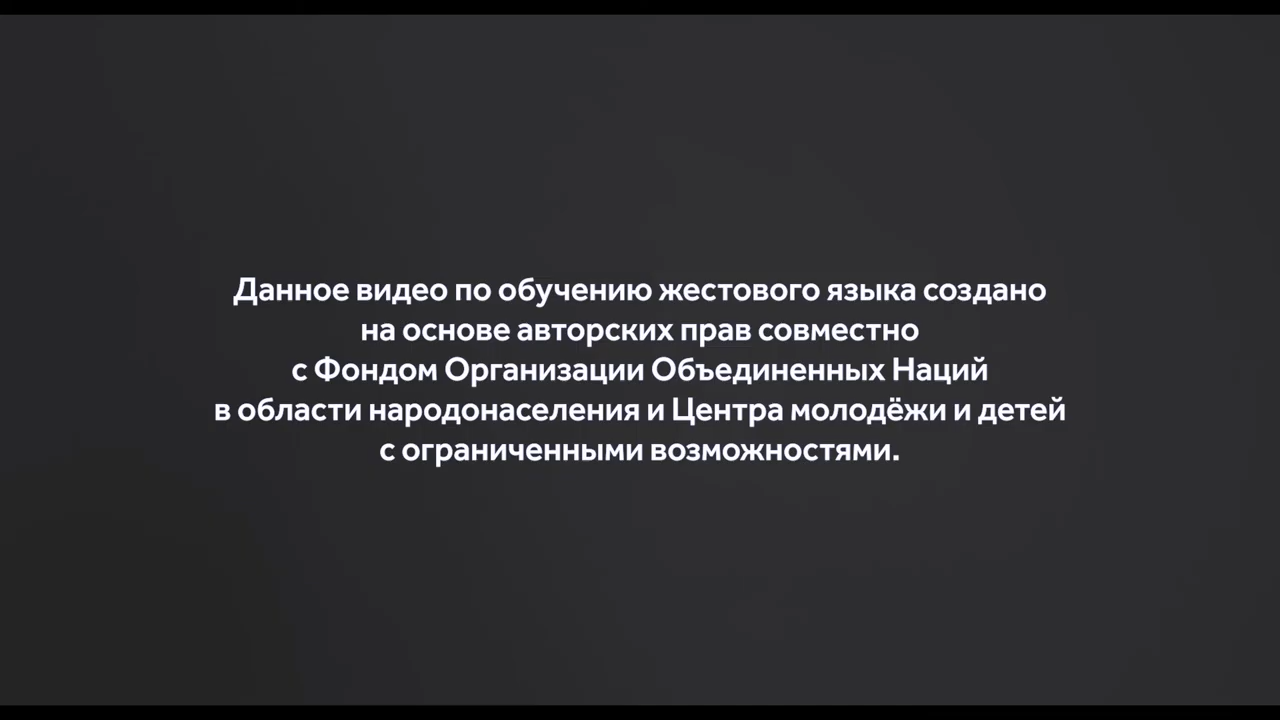 Данное видео по обучению жестового языка создано
на основе авторских прав совместно
с Фондом Организации Объединенных Наций
в области народонаселения и Центра молодёжи и детей
с ограниченными возможностями.